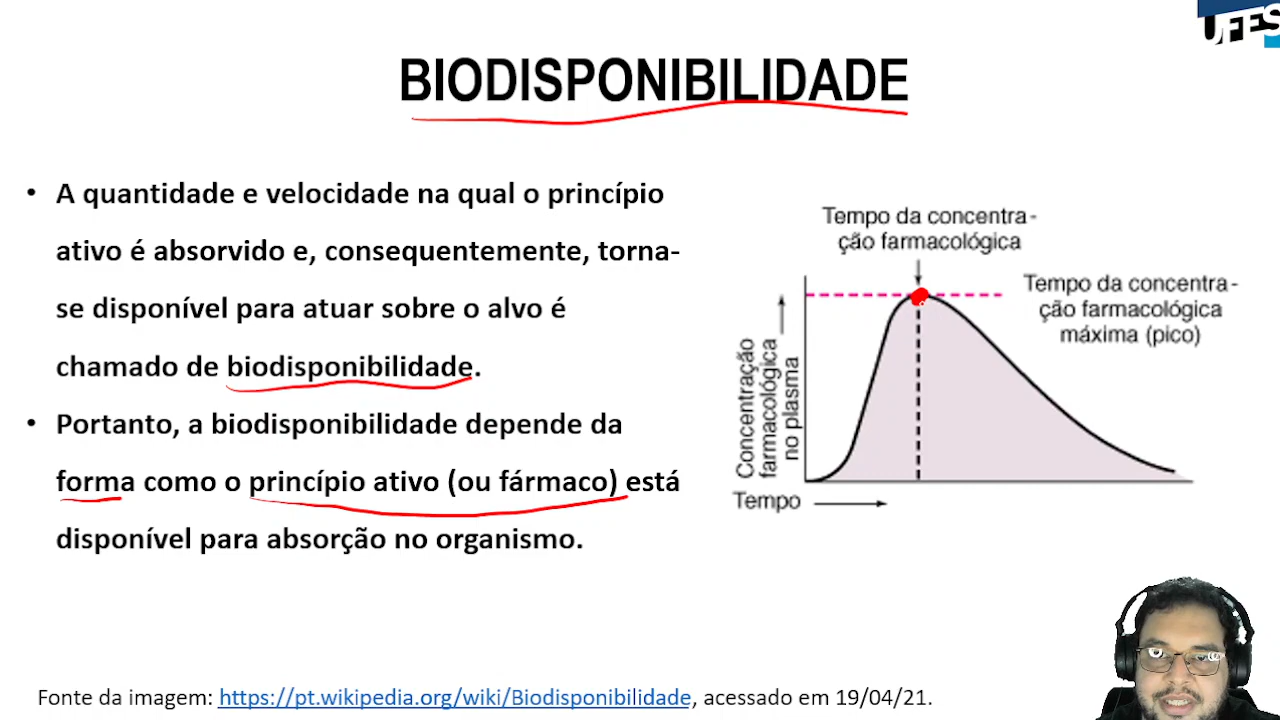 UFES
BIODISPONIBILIDADE
• A quantidade e velocidade na qual o princípio
ativo é absorvido e, consequentemente, torna-
se disponível para atuar sobre o alvo é
chamado de biodisponibilidade.
• Portanto, a biodisponibilidade depende da
forma como o princípio ativo (ou fármaco) está
disponível para absorção no organismo.
Tempo da concentra-
ção farmacológica
Tempo da concentra-
ção farmacológica
máxima (pico)
Concentração
farmacológica
no plasma
Tempo
Fonte da imagem: https://pt.wikipedia.org/wiki/Biodisponibilidade, acessado em 19/04/21.